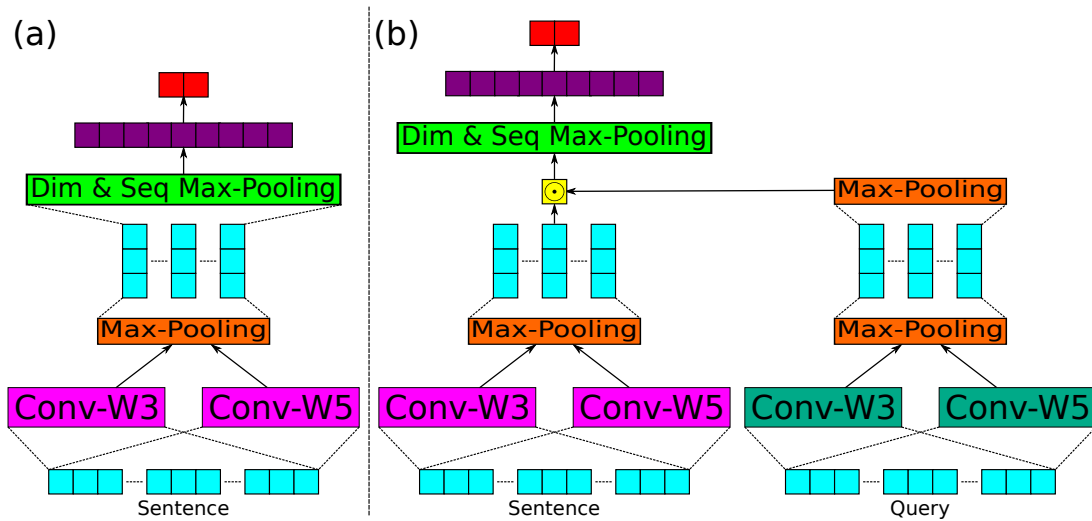 (a)
Dim & Seq Max-Pooling
Max-Pooling
Conv-W3 Conv-W5
Sentence
(b)
Dim & Seq Max-Pooling
Max-Pooling
Max-Pooling Max-Pooling
Conv-W3 Conv-W5 Conv-W3 Conv-W5
Sentence Query